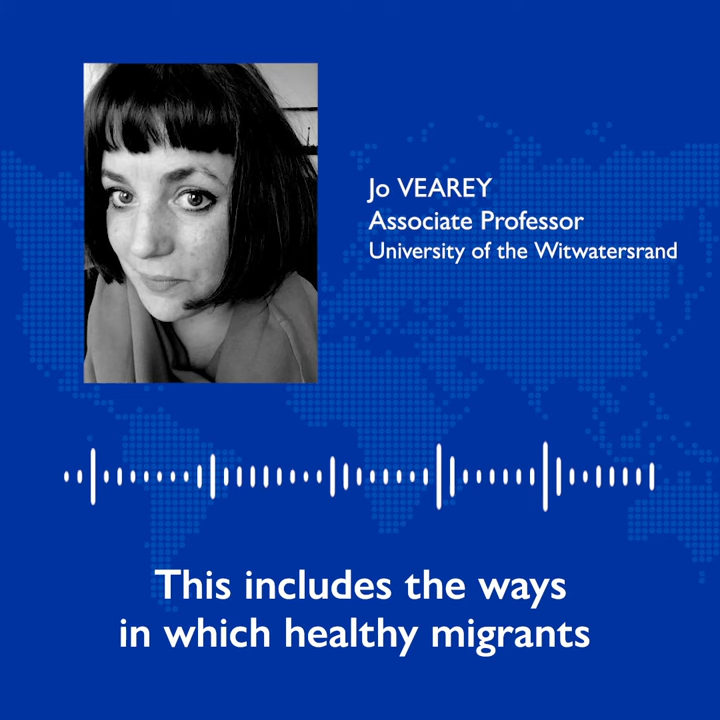 Jo VEAREY
Associate Professor
University of the Witwatersrand
This includes the ways
in which healthy migrants